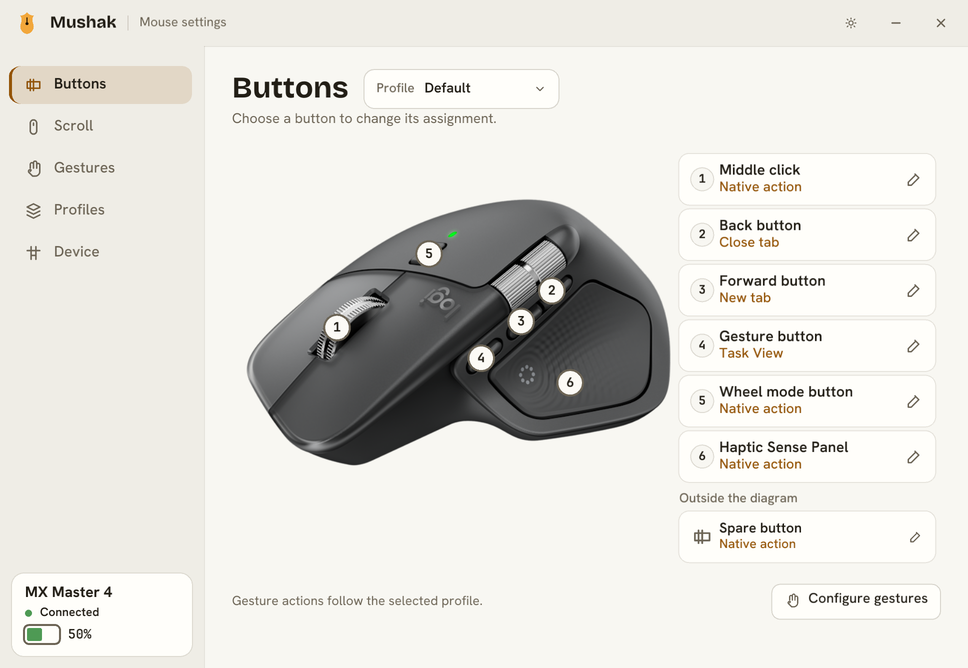 Mushak
Mouse settings
Buttons
Scroll
Gestures
Profiles
Device
MX Master 4
Connected
50%
Buttons
Profile Default
Choose a button to change its assignment.
logi
1
2
3
4
5
6
1 Middle click
Native action
2 Back button
Close tab
3 Forward button
New tab
4 Gesture button
Task View
5 Wheel mode button
Native action
6 Haptic Sense Panel
Native action
Outside the diagram
Spare button
Native action
Gesture actions follow the selected profile.
Configure gestures